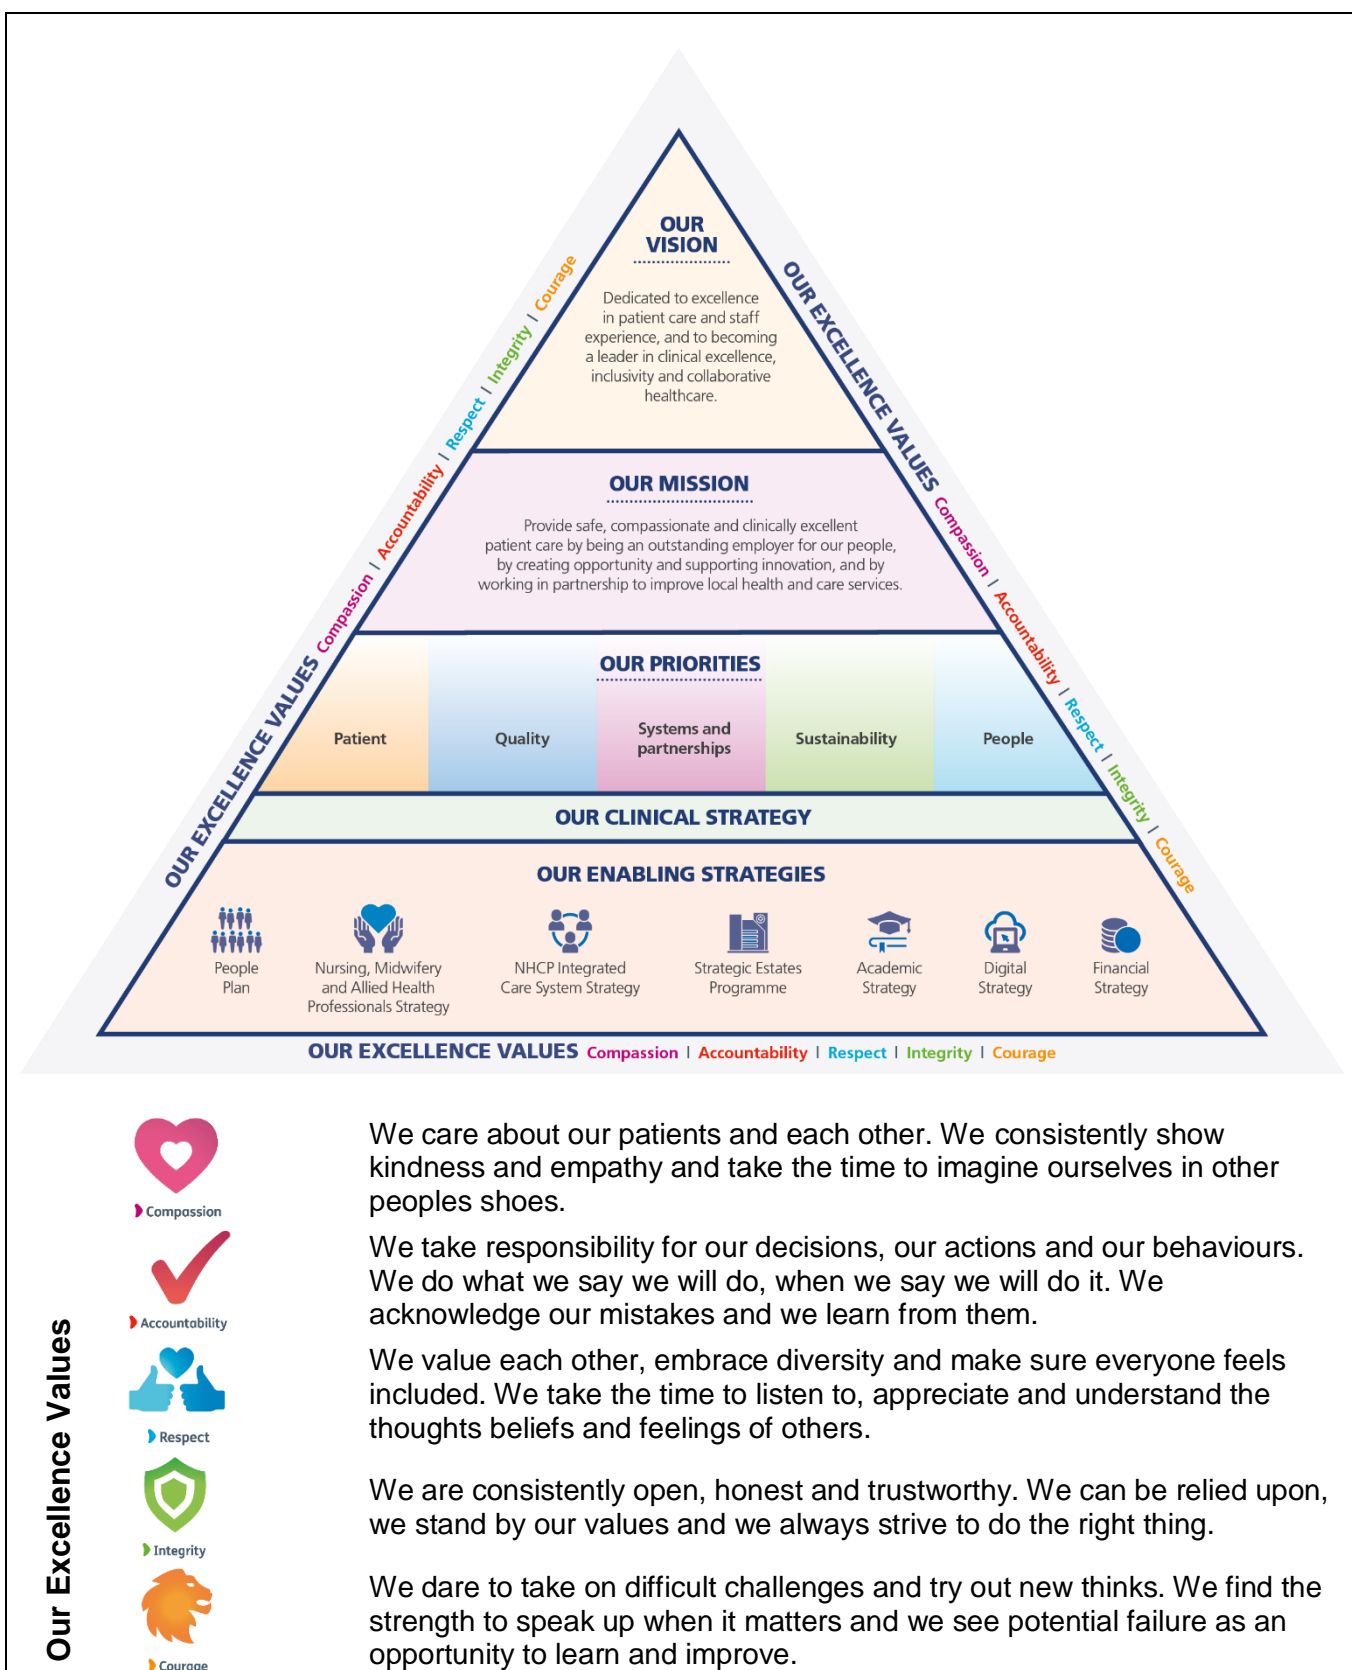 OUR
VISION
Dedicated to excellence
in patient care and staff
experience, and to becoming
a leader in clinical excellence,
inclusivity and collaborative
healthcare.
OUR MISSION
Provide safe, compassionate and clinically excellent
patient care by being an outstanding employer for our people,
by creating opportunity and supporting innovation, and by
working in partnership to improve local health and care services.
OUR PRIORITIES
Patient
Quality
Systems and
partnerships
Sustainability
People
OUR CLINICAL STRATEGY
OUR ENABLING STRATEGIES
People
Plan
Nursing, Midwifery
and Allied Health
Professionals Strategy
NHCP Integrated
Care System Strategy
Strategic Estates
Programme
Academic
Strategy
Digital
Strategy
Financial
Strategy
OUR EXCELLENCE VALUES Compassion | Accountability | Respect | Integrity | Courage
OUR EXCELLENCE VALUES Compassion | Accountability | Respect | Integrity | Courage
OUR EXCELLENCE VALUES Compassion | Accountability | Respect | Integrity | Courage
Our Excellence Values
Compassion
We care about our patients and each other. We consistently show
kindness and empathy and take the time to imagine ourselves in other
peoples shoes.
Accountability
We take responsibility for our decisions, our actions and our behaviours.
We do what we say we will do, when we say we will do it. We
acknowledge our mistakes and we learn from them.
Respect
We value each other, embrace diversity and make sure everyone feels
included. We take the time to listen to, appreciate and understand the
thoughts beliefs and feelings of others.
Integrity
We are consistently open, honest and trustworthy. We can be relied upon,
we stand by our values and we always strive to do the right thing.
Courage
We dare to take on difficult challenges and try out new thinks. We find the
strength to speak up when it matters and we see potential failure as an
opportunity to learn and improve.